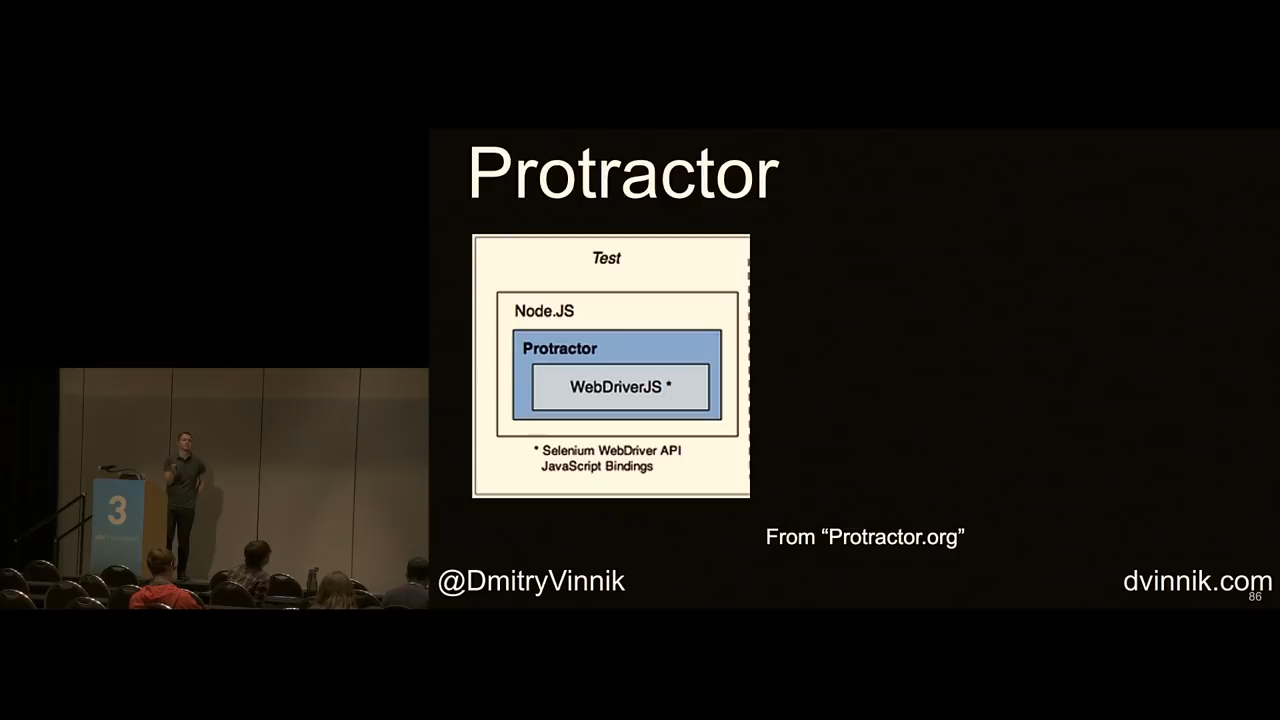 Protractor
Test
Node.JS
Protractor
WebDriverJS *
* Selenium WebDriver API
JavaScript Bindings
From “Protractor.org”
@DmitryVinnik
dvinnik.com
86
3